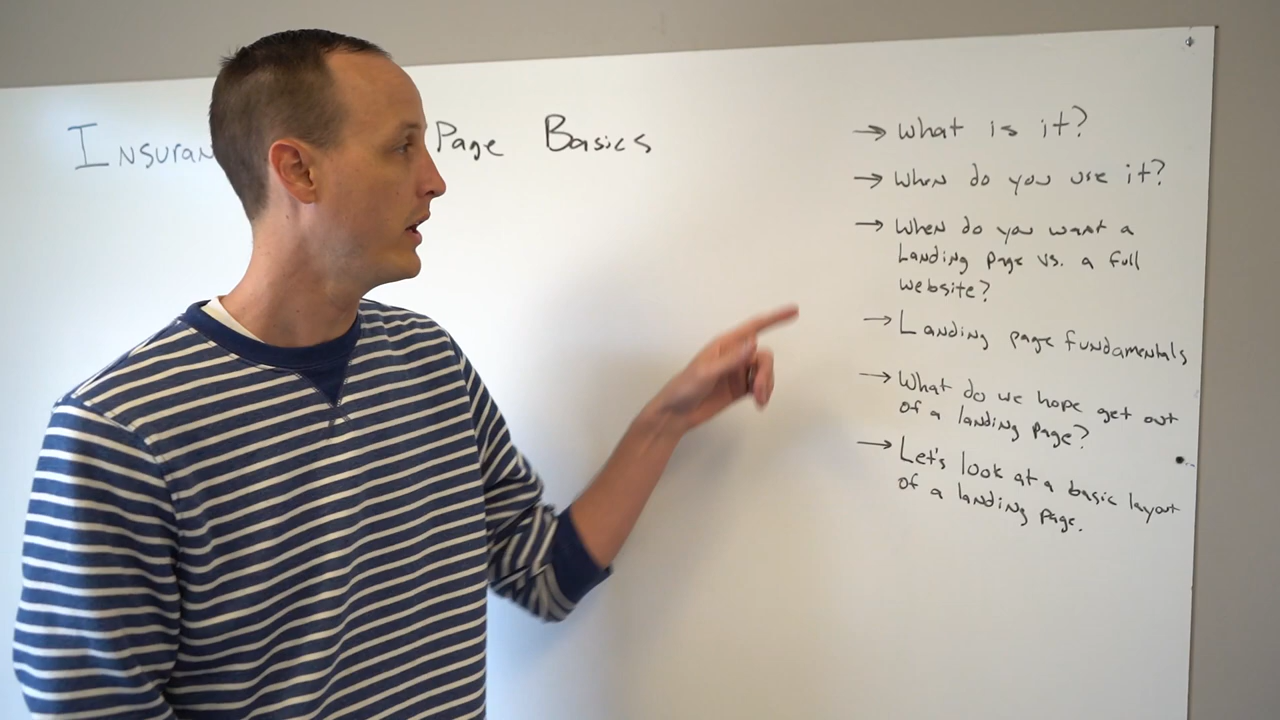 Insuran Page Basics
→ What is it?
→ When do you use it?
→ When do you want a
Landing page vs. a full
website?
→ Landing page fundamentals
→ What do we hope get out
of a landing page?
→ Let's look at a basic layout
of a landing page.